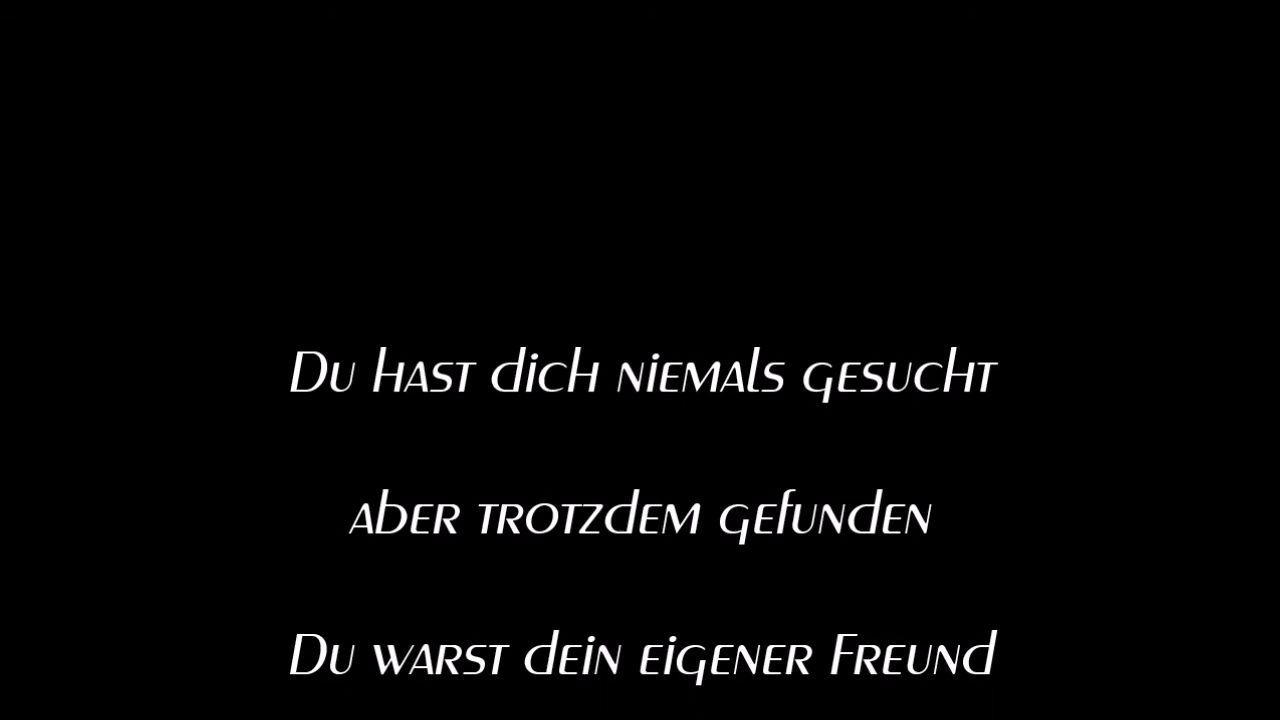 Du hast dich niemals gesucht
aber trotzdem gefunden
Du warst dein eigener Freund